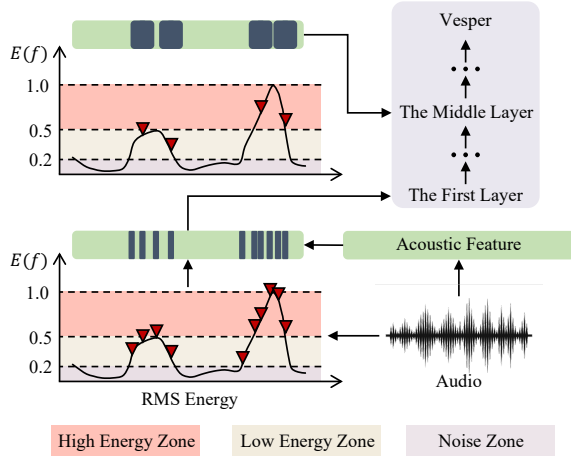 Vesper
E(f)
1.0
0.5
0.2
The Middle Layer
The First Layer
Acoustic Feature
E(f)
1.0
0.5
0.2
RMS Energy
Audio
High Energy Zone
Low Energy Zone
Noise Zone